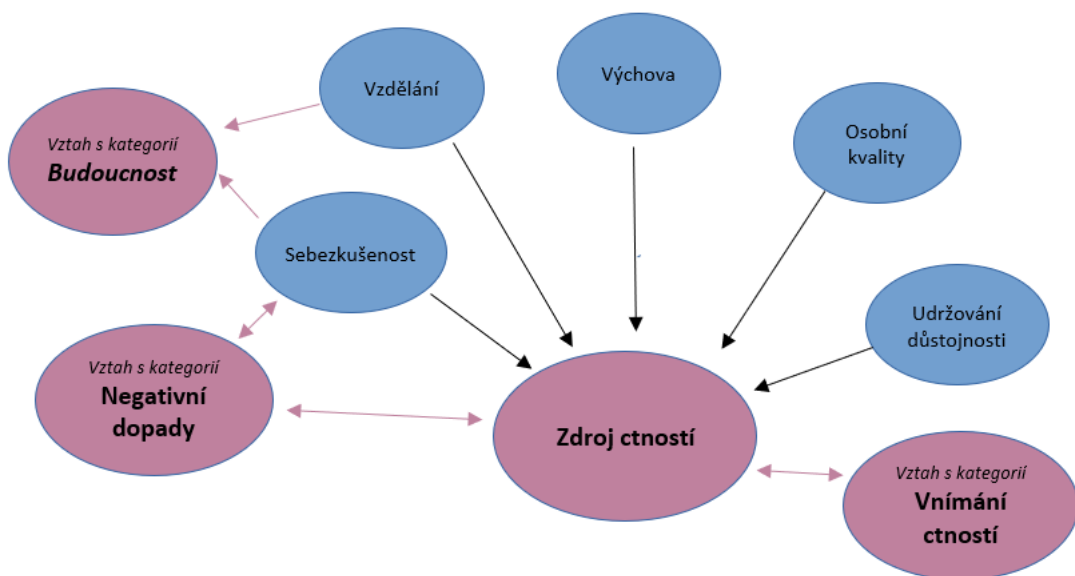 Vzdělání
Výchova
Osobní
kvality
Vztah s kategorií
Budoucnost
Sebezkušenost
Udržování
důstojnosti
Vztah s kategorií
Negativní
dopady
Zdroj ctností
Vztah s kategorií
Vnímání
ctností